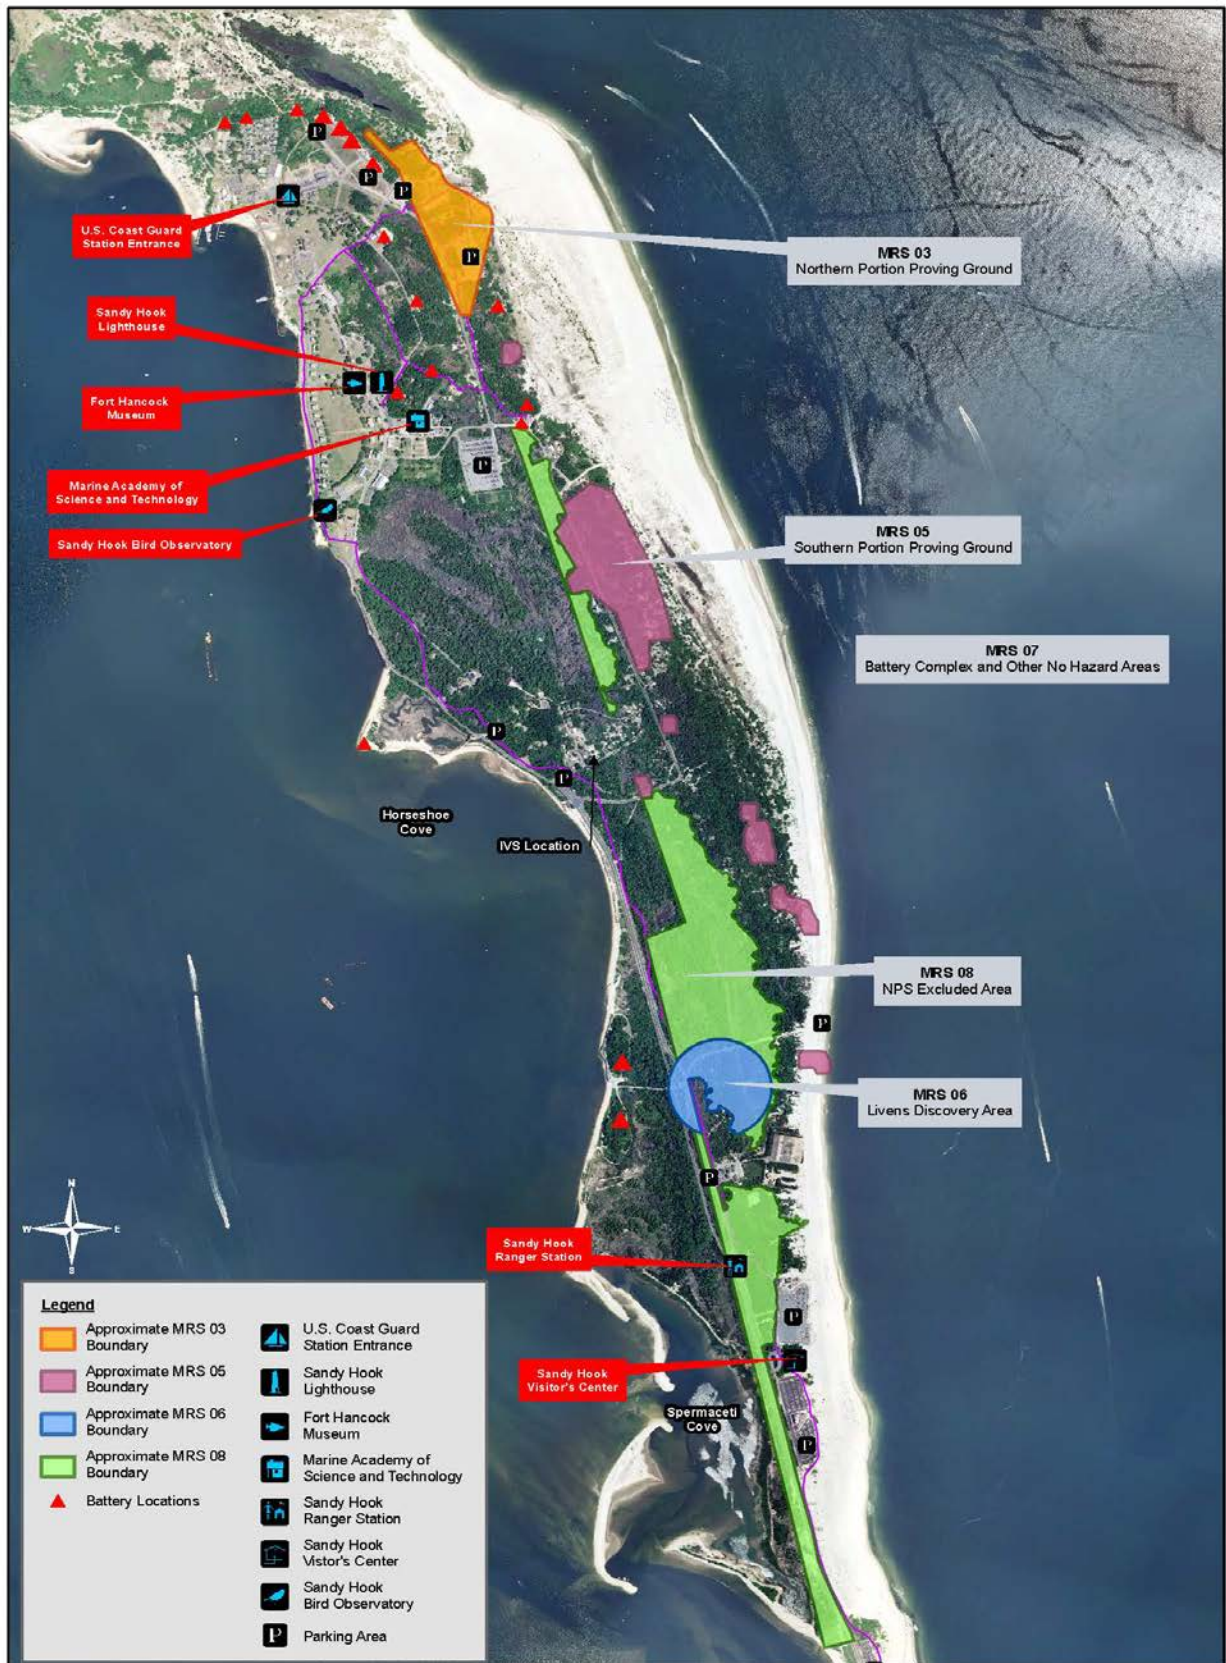 U.S. Coast Guard
Station Entrance
Sandy Hook
Lighthouse
Fort Hancock
Museum
Marine Academy of
Science and Technology
Sandy Hook Bird Observatory
P
P
P
P
P
MRS 03
Northern Portion Proving Ground
MRS 05
Southern Portion Proving Ground
MRS 07
Battery Complex and Other No Hazard Areas
P
P
Horseshoe
Cove
IVS Location
MRS 08
NPS Excluded Area
P
MRS 06
Livens Discovery Area
P
Sandy Hook
Ranger Station
P
Sandy Hook
Visitor's Center
Spermaceti
Cove
P
N
W
E
S
Legend
Approximate MRS 03
Boundary
Approximate MRS 05
Boundary
Approximate MRS 06
Boundary
Approximate MRS 08
Boundary
Battery Locations
U.S. Coast Guard
Station Entrance
Sandy Hook
Lighthouse
Fort Hancock
Museum
Marine Academy of
Science and Technology
Sandy Hook
Ranger Station
Sandy Hook
Vistor's Center
Sandy Hook
Bird Observatory
P
Parking Area